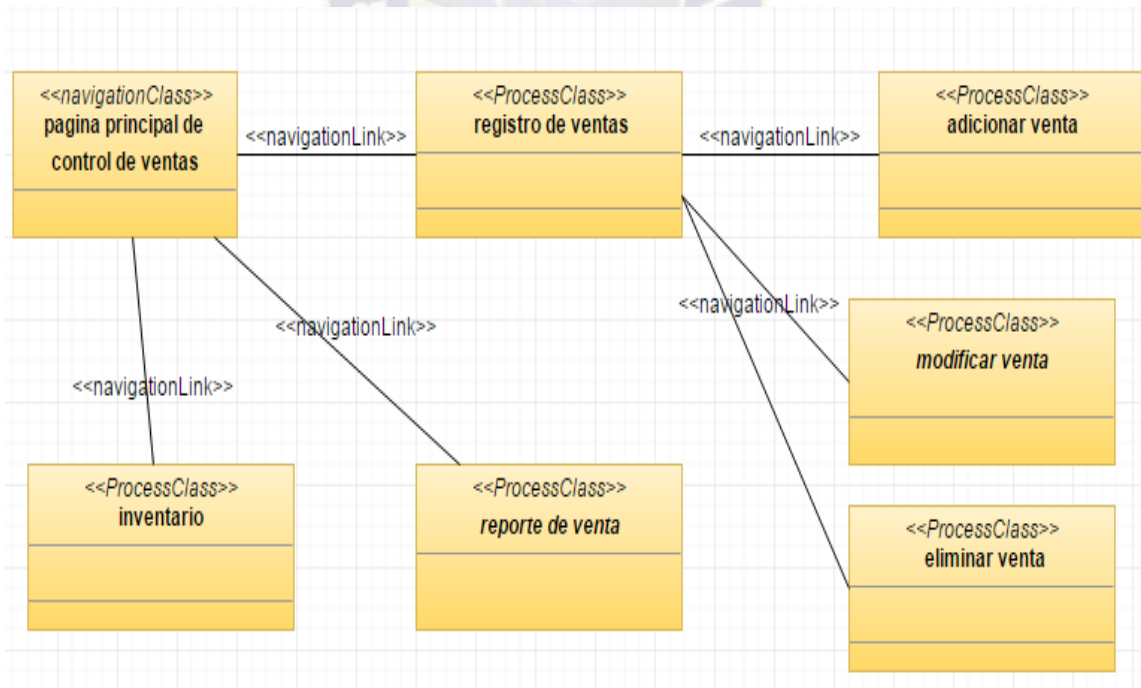 <<navigationClass>>
pagina principal de
control de ventas
<<navigationLink>>
<<ProcessClass>>
registro de ventas
<<navigationLink>>
<<ProcessClass>>
adicionar venta
<<navigationLink>>
<<ProcessClass>>
modificar venta
<<navigationLink>>
<<navigationLink>>
<<ProcessClass>>
inventario
<<ProcessClass>>
reporte de venta
<<ProcessClass>>
eliminar venta